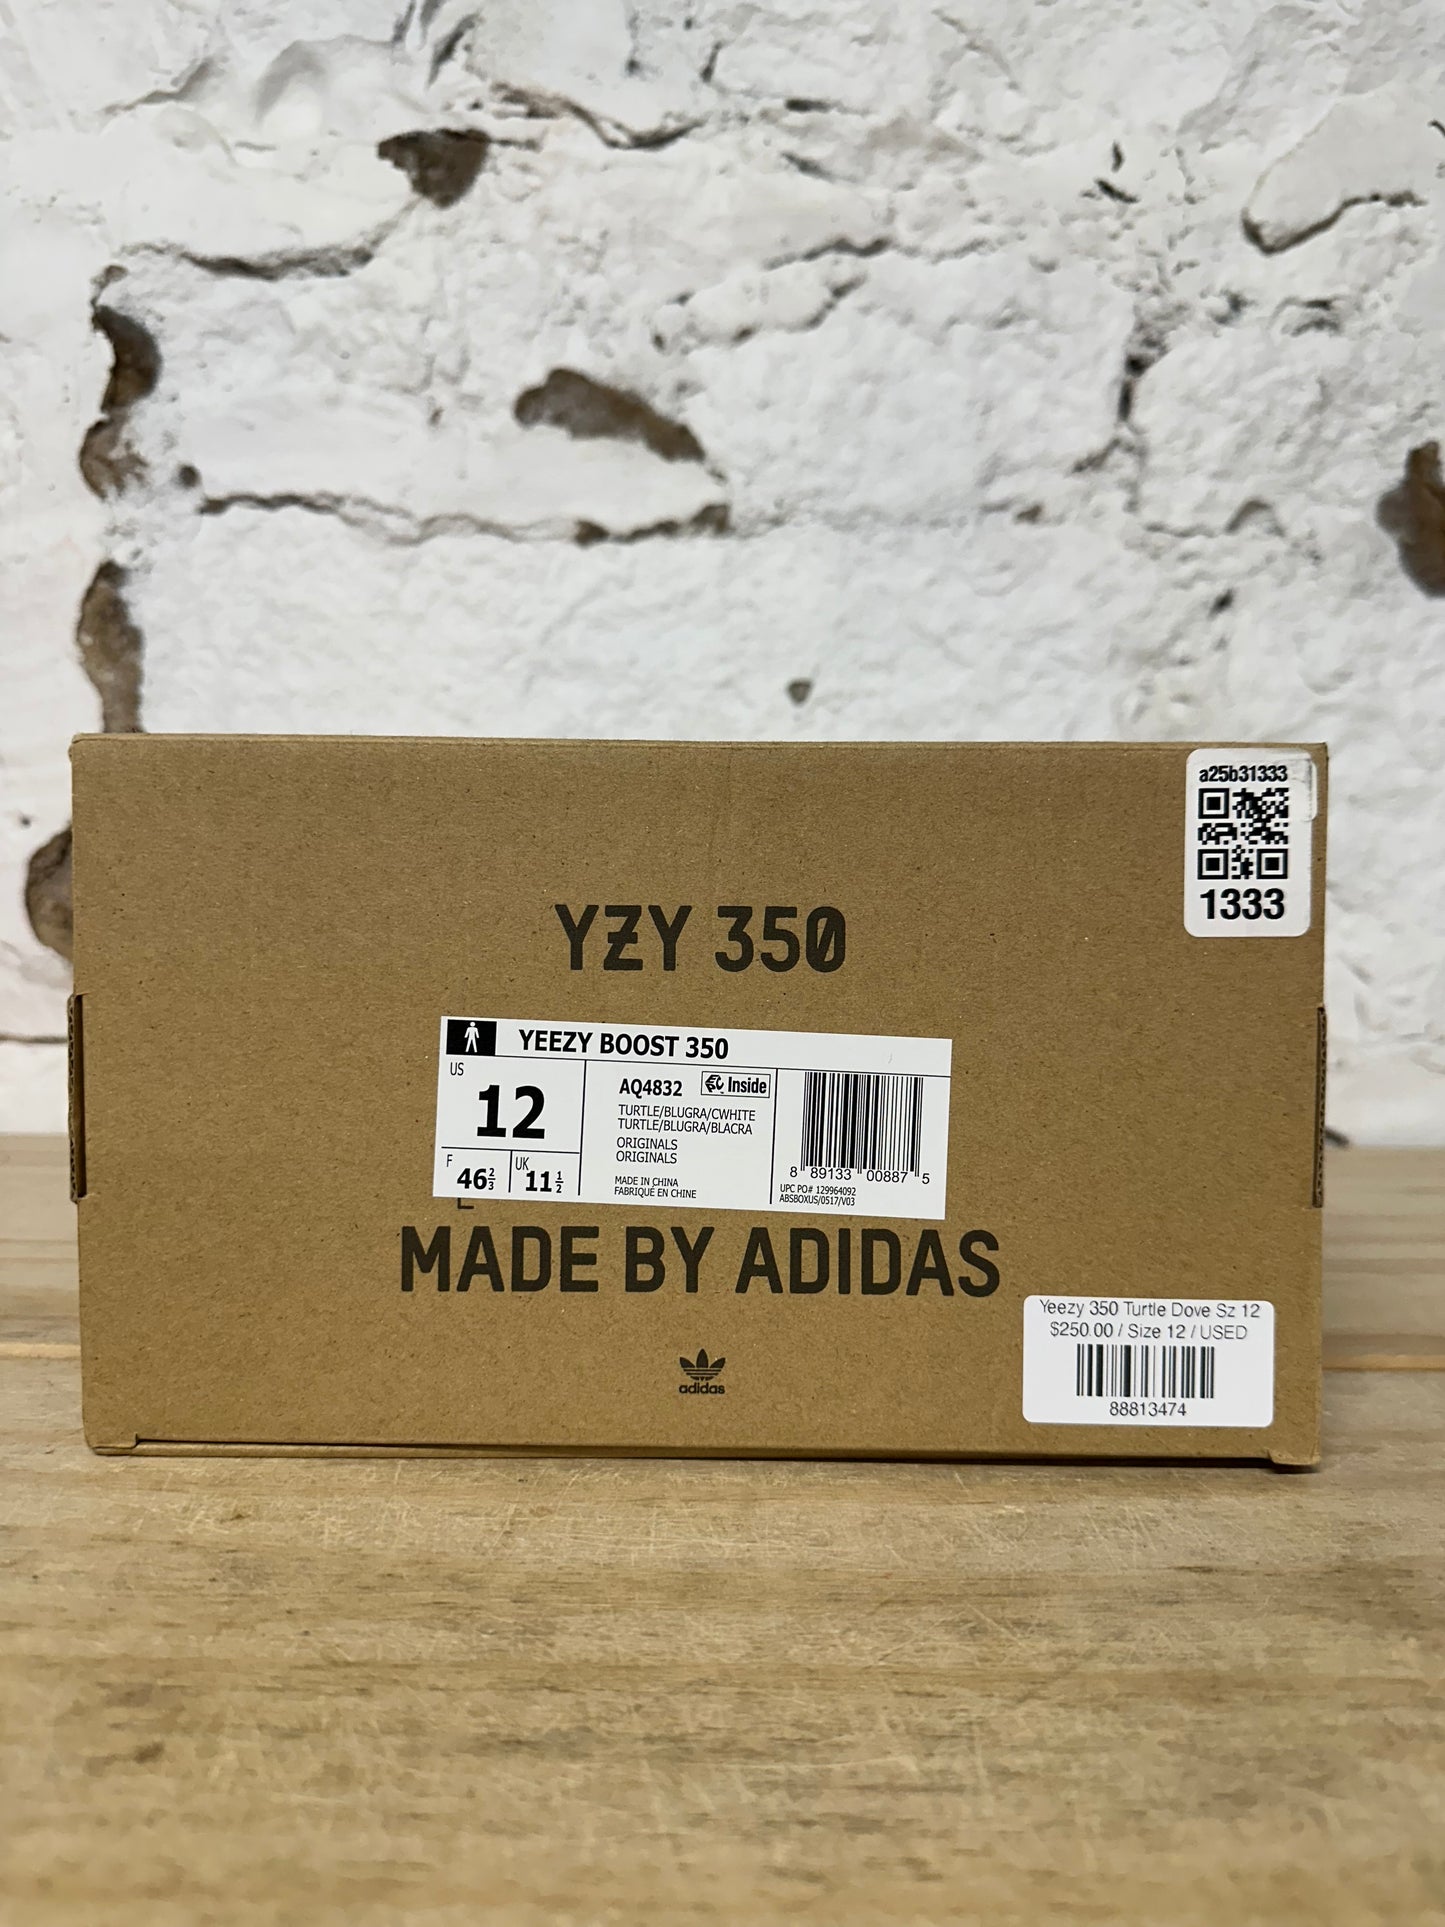 a25b31333
1333
YZY 350
YEEZY BOOST 350
US
12
F
46 2/3
UK
11 1/2
AQ4832
Inside
TURTLE/BLUGRA/CWHITE
TURTLE/BLUGRA/BLACRA
ORIGINALS
ORIGINALS
MADE IN CHINA
FABRIQUÉ EN CHINE
8 89133 00887 5
UPC PO# 129964092
ABSBOXUS/0517/V03
MADE BY ADIDAS
adidas
Yeezy 350 Turtle Dove Sz 12
$250.00 / Size 12 / USED
88813474